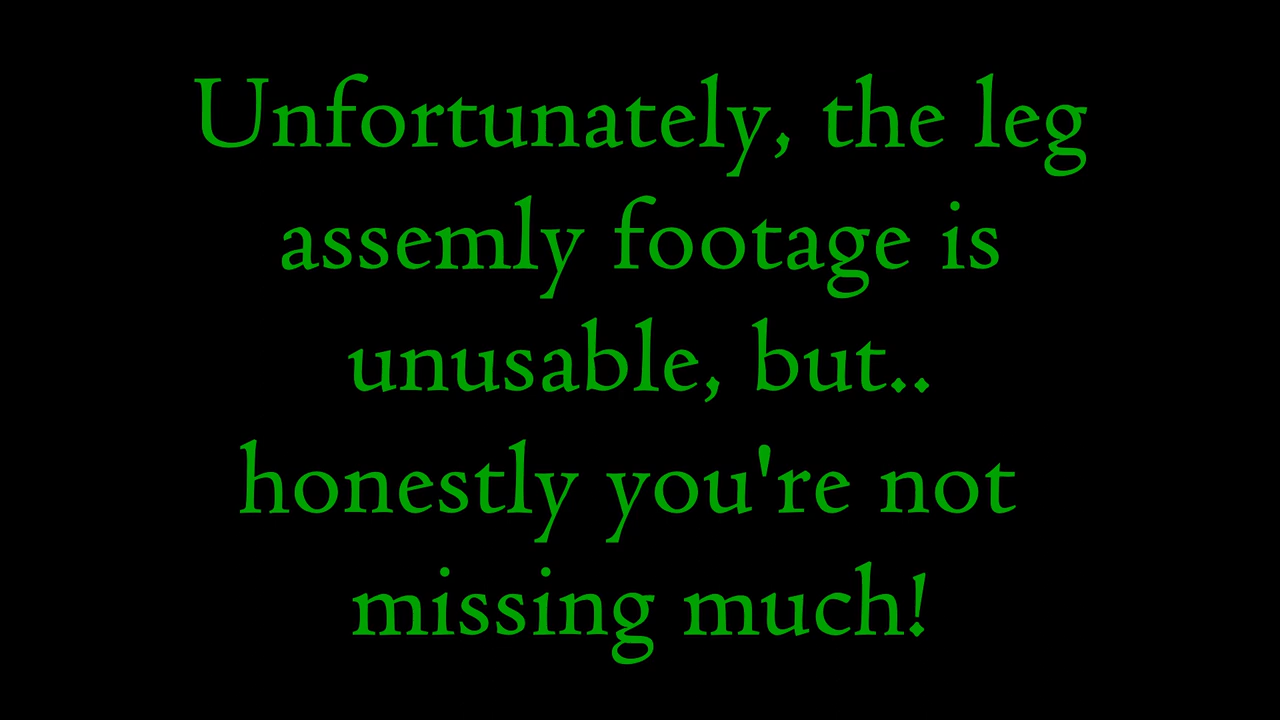 Unfortunately, the leg
assemly footage is
unusable, but..
honestly you're not
missing much!